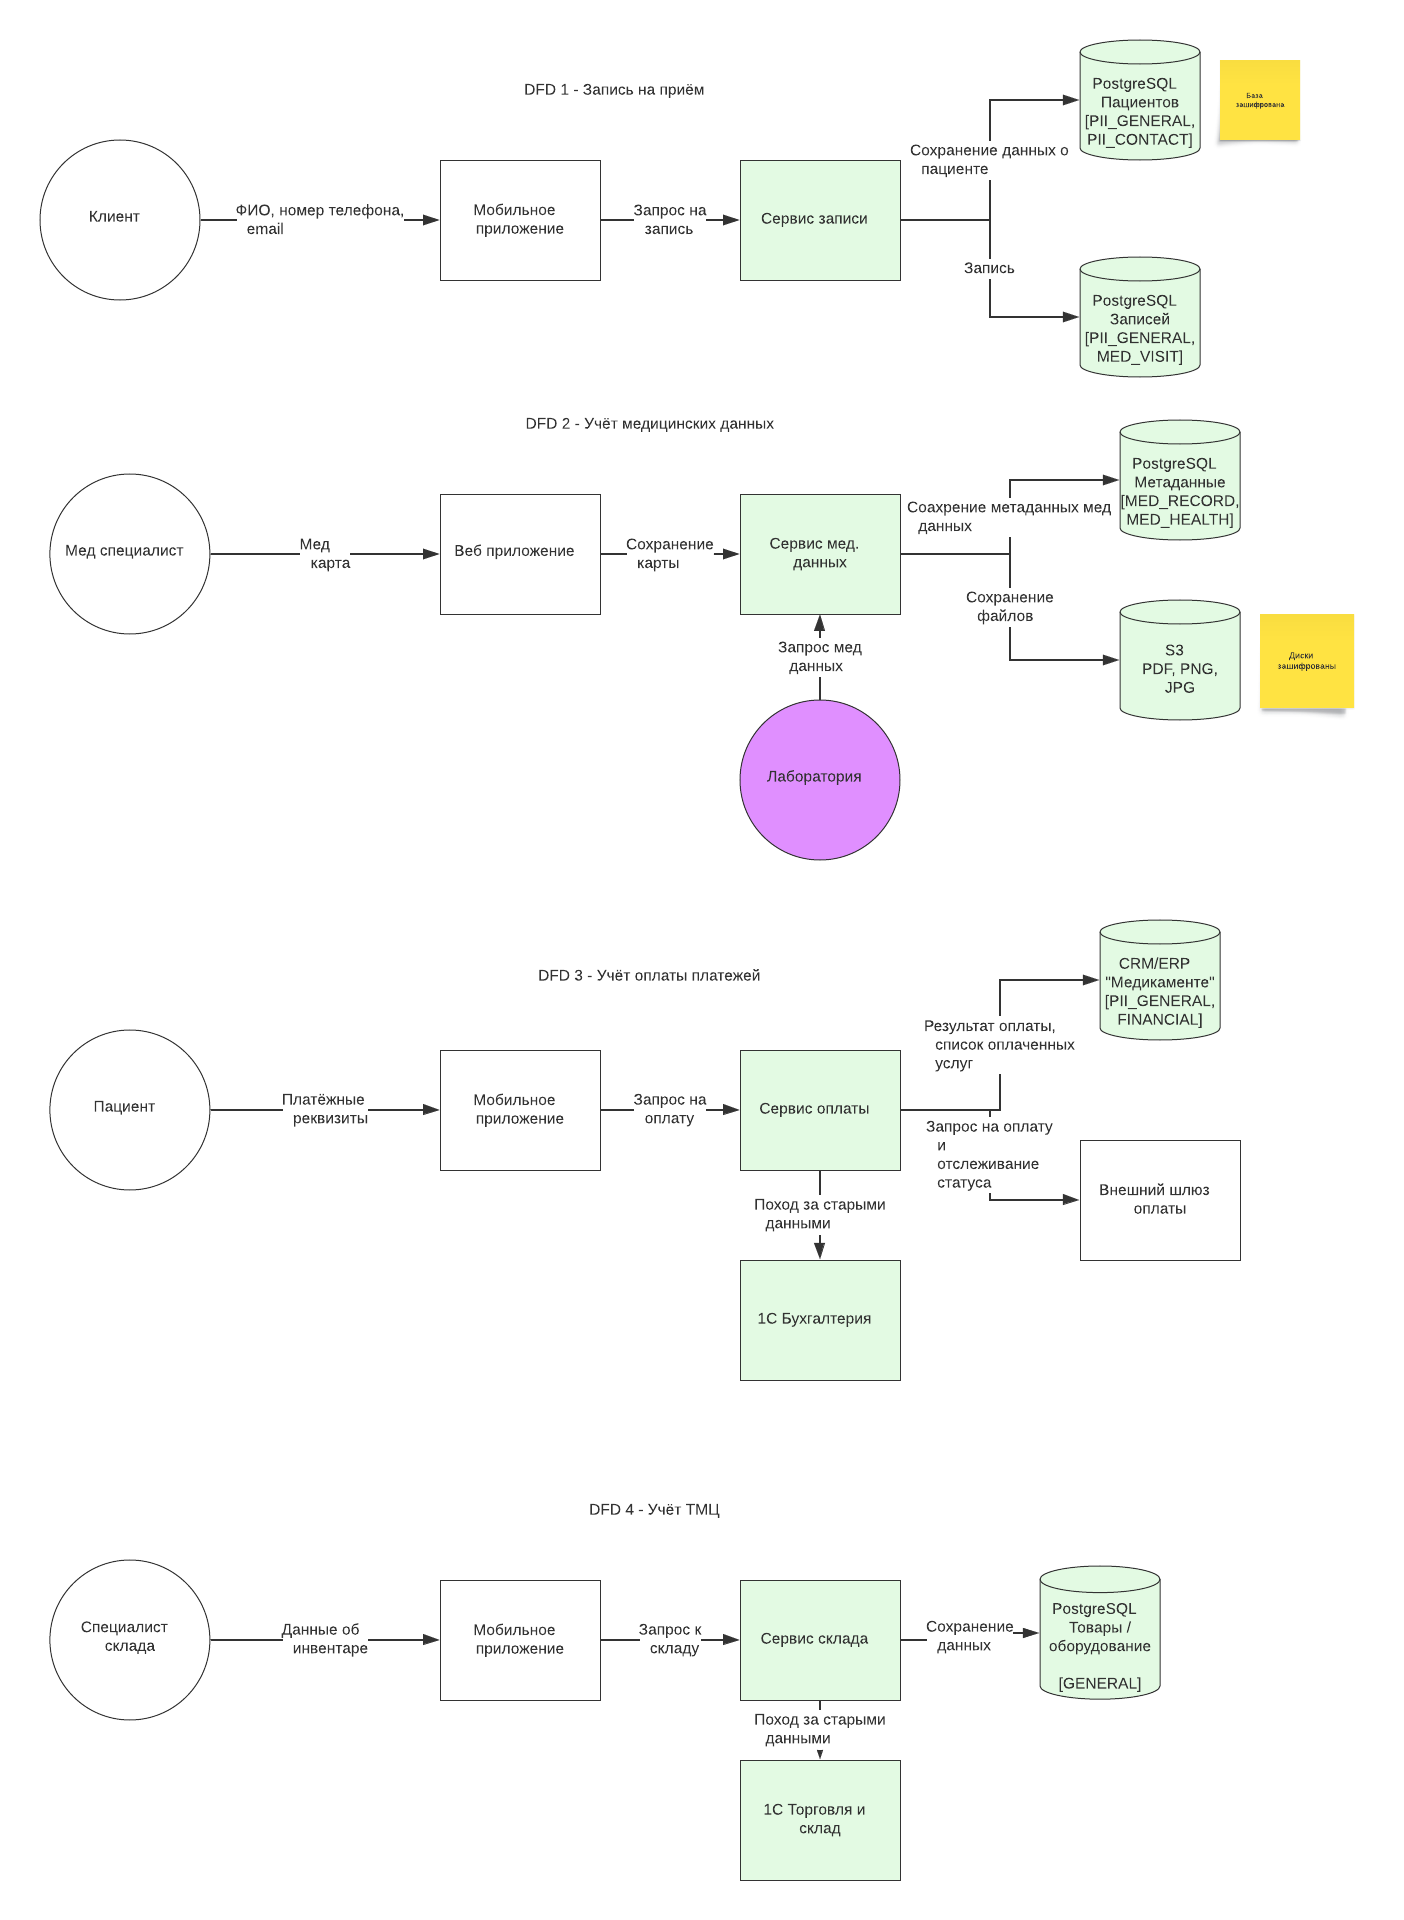 DFD 1 - Запись на приём
Клиент
ФИО, номер телефона,
email
Мобильное
приложение
Запрос на
запись
Сервис записи
Сохранение данных о
пациенте
PostgreSQL
Пациентов
[PII_GENERAL,
PII_CONTACT]
База
зашифрована
Запись
PostgreSQL
Записей
[PII_GENERAL,
MED_VISIT]
DFD 2 - Учёт медицинских данных
Мед специалист
Мед
карта
Веб приложение
Сохранение
карты
Сервис мед.
данных
Соахрение метаданных мед
данных
PostgreSQL
Метаданные
[MED_RECORD,
MED_HEALTH]
Сохранение
файлов
S3
PDF, PNG,
JPG
Диски
зашифрованы
Запрос мед
данных
Лаборатория
DFD 3 - Учёт оплаты платежей
Пациент
Платёжные
реквизиты
Мобильное
приложение
Запрос на
оплату
Сервис оплаты
Результат оплаты,
список оплаченных
услуг
CRM/ERP
"Медикаменте"
[PII_GENERAL,
FINANCIAL]
Запрос на оплату
и
отслеживание
статуса
Внешний шлюз
оплаты
Поход за старыми
данными
1С Бухгалтерия
DFD 4 - Учёт ТМЦ
Специалист
склада
Данные об
инвентаре
Мобильное
приложение
Запрос к
складу
Сервис склада
Сохранение
данных
PostgreSQL
Товары /
оборудование
[GENERAL]
Поход за старыми
данными
1С Торговля и
склад